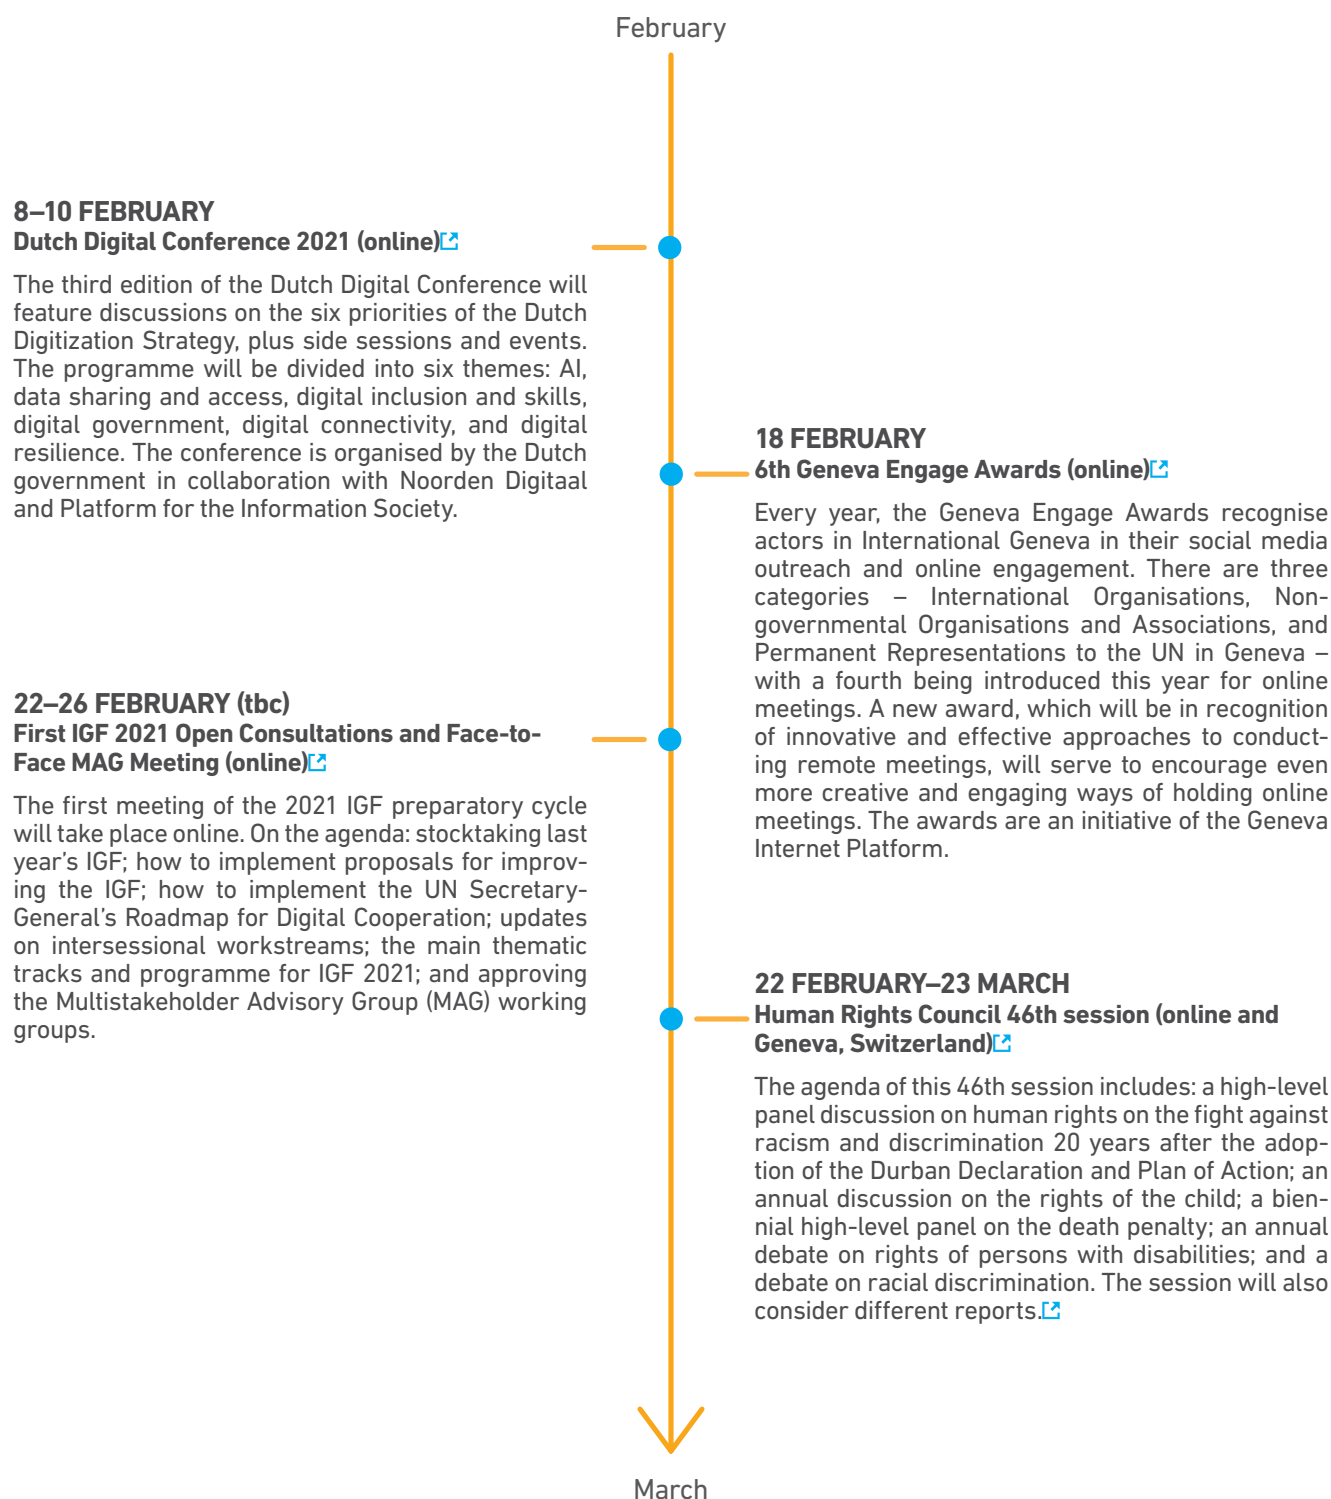 February
8–10 FEBRUARY
Dutch Digital Conference 2021 (online)
The third edition of the Dutch Digital Conference will
feature discussions on the six priorities of the Dutch
Digitization Strategy, plus side sessions and events.
The programme will be divided into six themes: AI,
data sharing and access, digital inclusion and skills,
digital government, digital connectivity, and digital
resilience. The conference is organised by the Dutch
government in collaboration with Noorden Digitaal
and Platform for the Information Society.
18 FEBRUARY
6th Geneva Engage Awards (online)
Every year, the Geneva Engage Awards recognise
actors in International Geneva in their social media
outreach and online engagement. There are three
categories – International Organisations, Non-
governmental Organisations and Associations, and
Permanent Representations to the UN in Geneva –
with a fourth being introduced this year for online
meetings. A new award, which will be in recognition
of innovative and effective approaches to conduct-
ing remote meetings, will serve to encourage even
more creative and engaging ways of holding online
meetings. The awards are an initiative of the Geneva
Internet Platform.
22–26 FEBRUARY (tbc)
First IGF 2021 Open Consultations and Face-to-
Face MAG Meeting (online)
The first meeting of the 2021 IGF preparatory cycle
will take place online. On the agenda: stocktaking last
year's IGF; how to implement proposals for improv-
ing the IGF; how to implement the UN Secretary-
General's Roadmap for Digital Cooperation; updates
on intersessional workstreams; the main thematic
tracks and programme for IGF 2021; and approving
the Multistakeholder Advisory Group (MAG) working
groups.
22 FEBRUARY–23 MARCH
Human Rights Council 46th session (online and
Geneva, Switzerland)
The agenda of this 46th session includes: a high-level
panel discussion on human rights on the fight against
racism and discrimination 20 years after the adop-
tion of the Durban Declaration and Plan of Action; an
annual discussion on the rights of the child; a bien-
nial high-level panel on the death penalty; an annual
debate on rights of persons with disabilities; and a
debate on racial discrimination. The session will also
consider different reports.
March